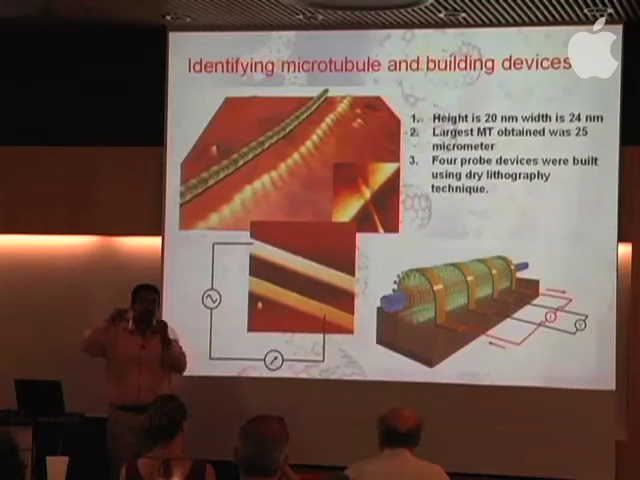 Identifying microtubule and building devices
1. Height is 20 nm width is 24 nm
2. Largest MT obtained was 25
micrometer
3. Four probe devices were built
using dry lithography
technique.